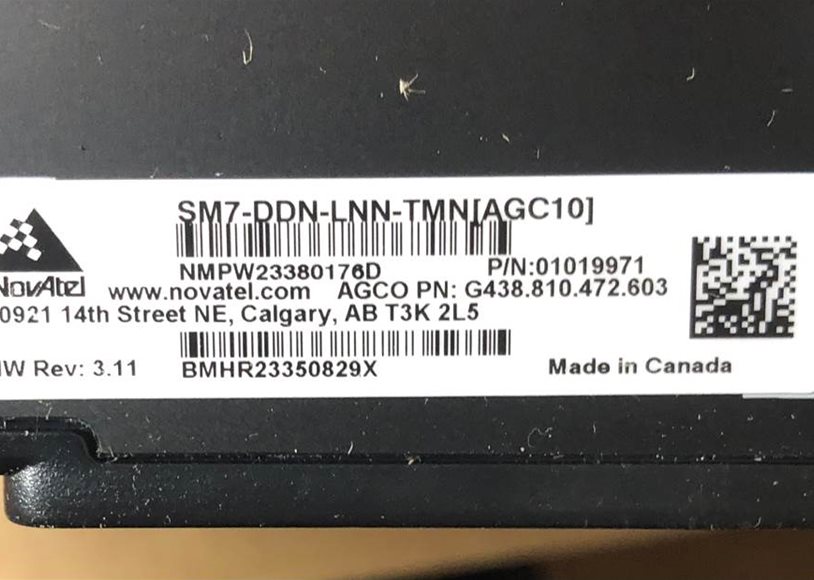 SM7-DDN-LNN-TMN[AGC10]
NMPW23380176D P/N:01019971
NovAtel www.novatel.com AGCO PN: G438.810.472.603
0921 14th Street NE, Calgary, AB T3K 2L5
W Rev: 3.11 BMHR23350829X Made in Canada